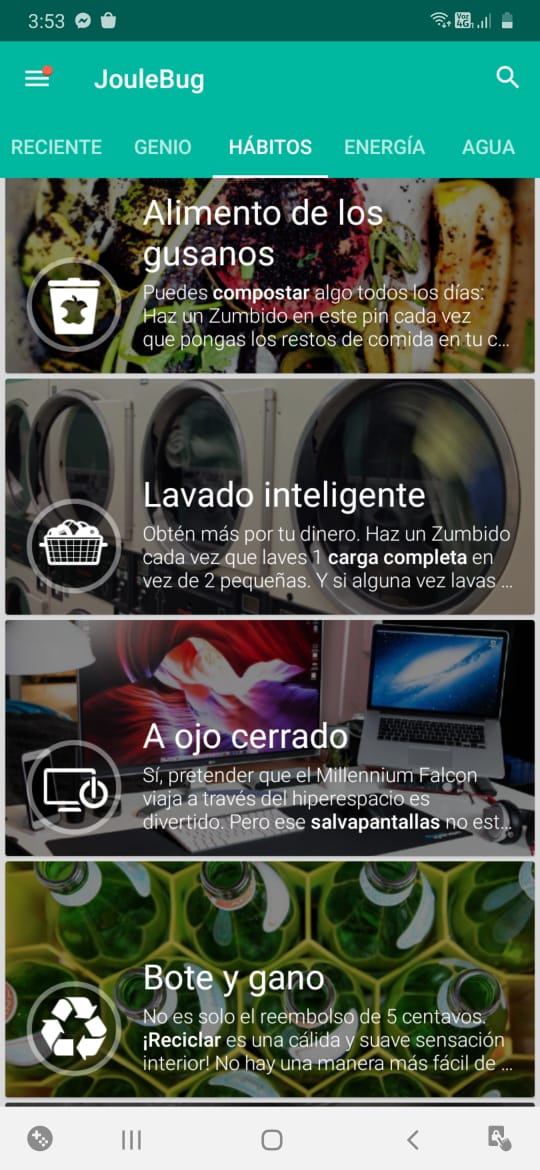 3:53
Voz
4G
JouleBug
RECIENTE GENIO HÁBITOS ENERGÍA AGUA
Alimento de los
gusanos
Puedes compostar algo todos los días:
Haz un Zumbido en este pin cada vez
que pongas los restos de comida en tu c...
Lavado inteligente
Obtén más por tu dinero. Haz un Zumbido
cada vez que laves 1 carga completa en
vez de 2 pequeñas. Y si alguna vez lavas ...
A ojo cerrado
Sí, pretender que el Millennium Falcon
viaja a través del hiperespacio es
divertido. Pero ese salvapantallas no est...
Bote y gano
No es solo el reembolso de 5 centavos.
¡Reciclar es una cálida y suave sensación
interior! No hay una manera más fácil de ...